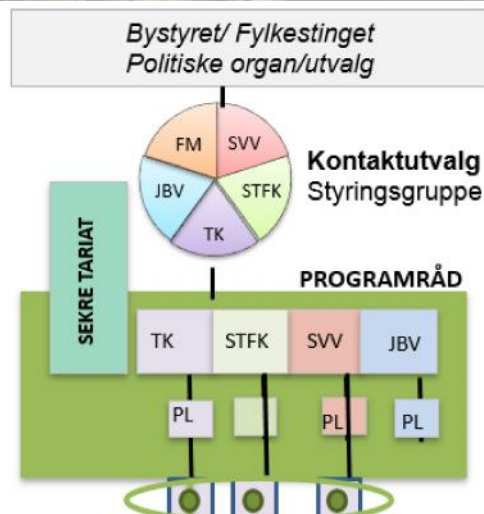 Bystyret/ Fylkestinget
Politiske organ/utvalg
FM
SVV
JBV
STFK
TK
Kontaktutvalg
Styringsgruppe
SEKRE TARIAT
PROGRAMRÅD
TK
STFK
SVV
JBV
PL
PL
PL